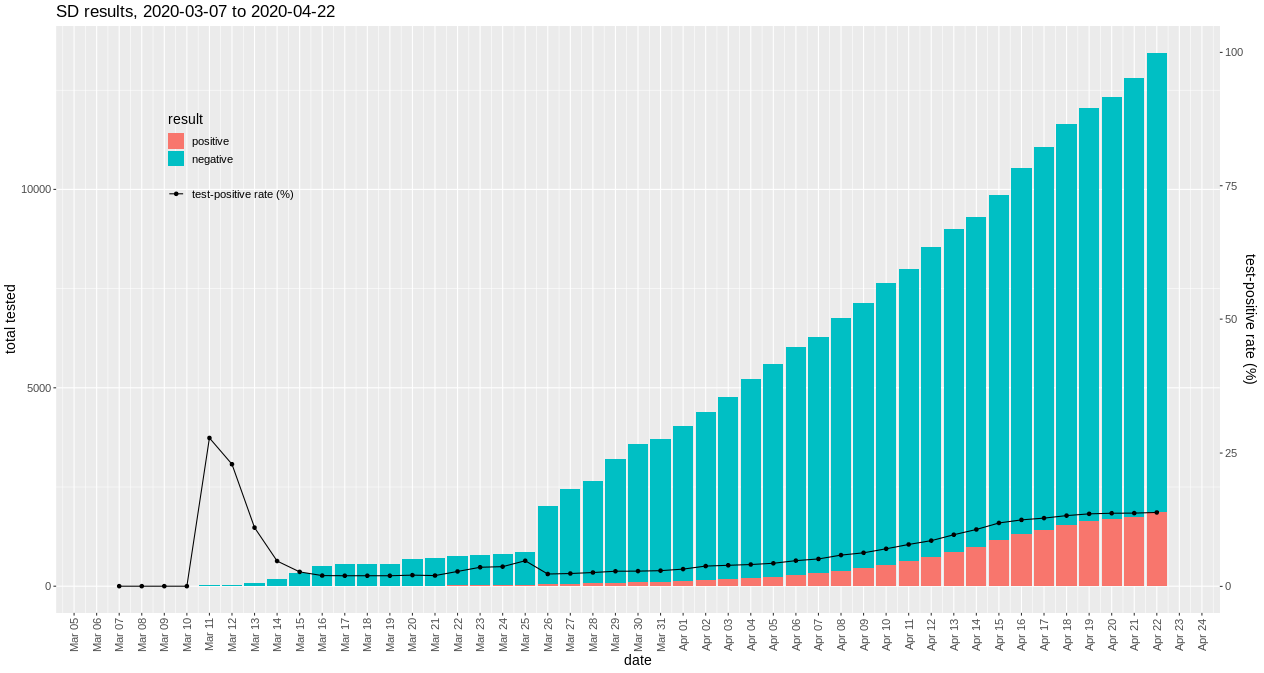 SD results, 2020-03-07 to 2020-04-22
result
positive
negative
test-positive rate (%)
total tested
10000
5000
0
100
75
50
25
0
test-positive rate (%)
Mar 05
Mar 06
Mar 07
Mar 08
Mar 09
Mar 10
Mar 11
Mar 12
Mar 13
Mar 14
Mar 15
Mar 16
Mar 17
Mar 18
Mar 19
Mar 20
Mar 21
Mar 22
Mar 23
Mar 24
Mar 25
Mar 26
Mar 27
Mar 28
Mar 29
Mar 30
Mar 31
Apr 01
Apr 02
Apr 03
Apr 04
Apr 05
Apr 06
Apr 07
Apr 08
Apr 09
Apr 10
Apr 11
Apr 12
Apr 13
Apr 14
Apr 15
Apr 16
Apr 17
Apr 18
Apr 19
Apr 20
Apr 21
Apr 22
Apr 23
Apr 24
date